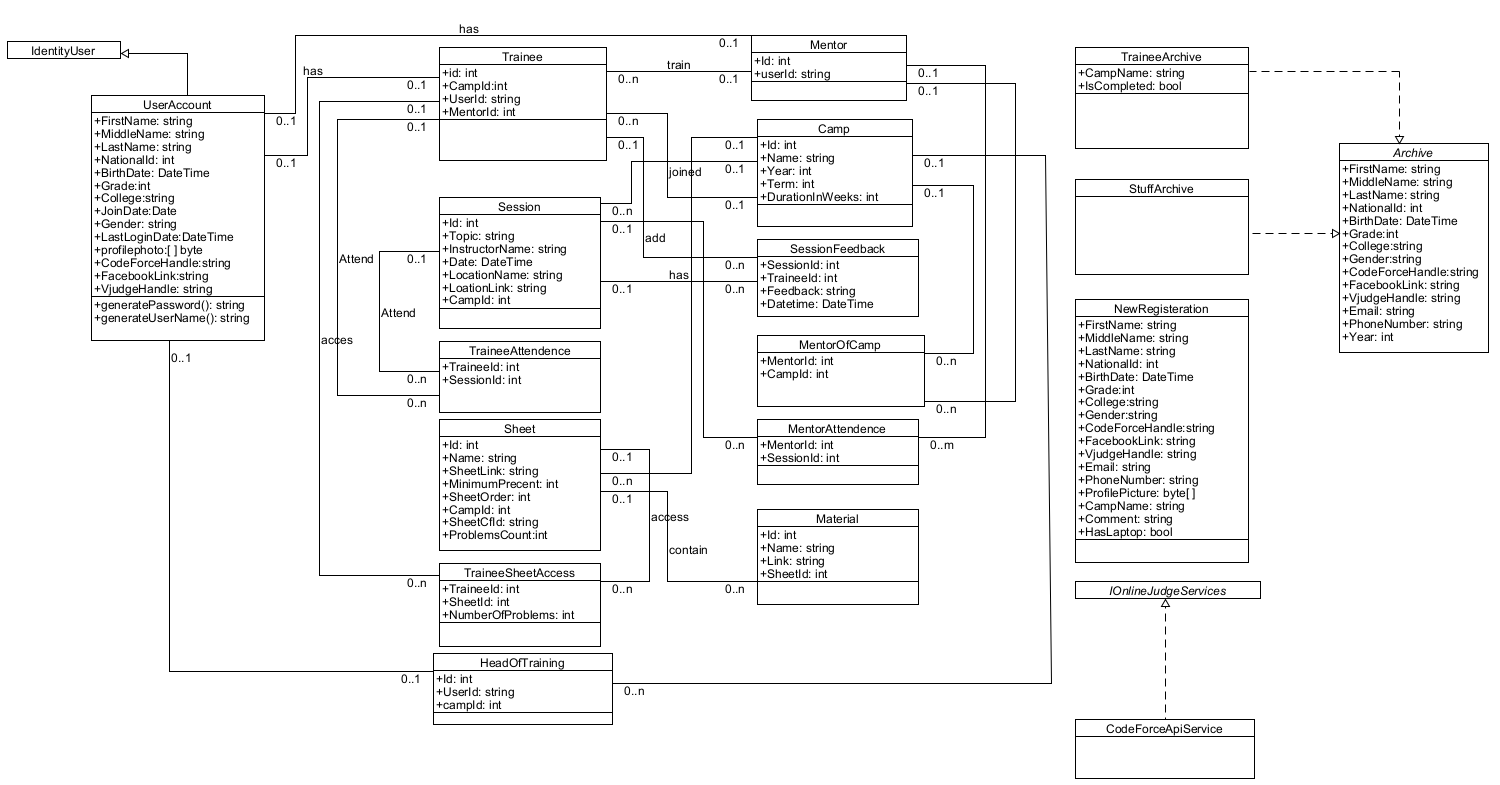 IdentityUser
UserAccount
+FirstName: string
+MiddleName: string
+LastName: string
+NationalId: int
+BirthDate: DateTime
+Grade:int
+College:string
+JoinDate:Date
+Gender: string
+LastLoginDate:DateTime
+profilephoto:[ ] byte
+CodeForceHandle:string
+FacebookLink:string
+VjudgeHandle: string
+generatePassword(): string
+generateUserName(): string
0..1
0..1
0..1
has
has
0..1
0..1
0..1
0..1
Trainee
+id: int
+CampId:int
+UserId: string
+MentorId: int
0..n
0..n
0..1
train
0..1
joined
add
has
Attend
Attend
acces
Session
+Id: int
+Topic: string
+InstructorName: string
+Date: DateTime
+LocationName: string
+LoationLink: string
+CampId: int
0..1
0..n
0..1
0..1
TraineeAttendence
+TraineeId: int
+SessionId: int
0..n
0..n
Sheet
+Id: int
+Name: string
+SheetLink: string
+MinimumPrecent: int
+SheetOrder: int
+CampId: int
+SheetCfId: string
+ProblemsCount:int
0..1
0..n
0..1
access
contain
TraineeSheetAccess
+TraineeId: int
+SheetId: int
+NumberOfProblems: int
0..n
0..n
HeadOfTraining
+Id: int
+UserId: string
+campId: int
0..1
0..n
Mentor
+Id: int
+userId: string
0..1
0..1
0..1
Camp
+Id: int
+Name: string
+Year: int
+Term: int
+DurationInWeeks: int
0..1
0..1
0..1
0..1
0..1
SessionFeedback
+SessionId: int
+TraineeId: int
+Feedback: string
+Datetime: DateTime
0..n
0..n
MentorOfCamp
+MentorId: int
+CampId: int
0..n
0..n
MentorAttendence
+MentorId: int
+SessionId: int
0..n
0..m
Material
+Id: int
+Name: string
+Link: string
+SheetId: int
0..n
TraineeArchive
+CampName: string
+IsCompleted: bool
StuffArchive
Archive
+FirstName: string
+MiddleName: string
+LastName: string
+NationalId: int
+BirthDate: DateTime
+Grade:int
+College:string
+Gender:string
+CodeForceHandle:string
+FacebookLink: string
+VjudgeHandle: string
+Email: string
+PhoneNumber: string
+Year: int
NewRegisteration
+FirstName: string
+MiddleName: string
+LastName: string
+NationalId: int
+BirthDate: DateTime
+Grade:int
+College:string
+Gender:string
+CodeForceHandle:string
+FacebookLink: string
+VjudgeHandle: string
+Email: string
+PhoneNumber: string
+ProfilePicture: byte[ ]
+CampName: string
+Comment: string
+HasLaptop: bool
IOnlineJudgeServices
CodeForceApiService